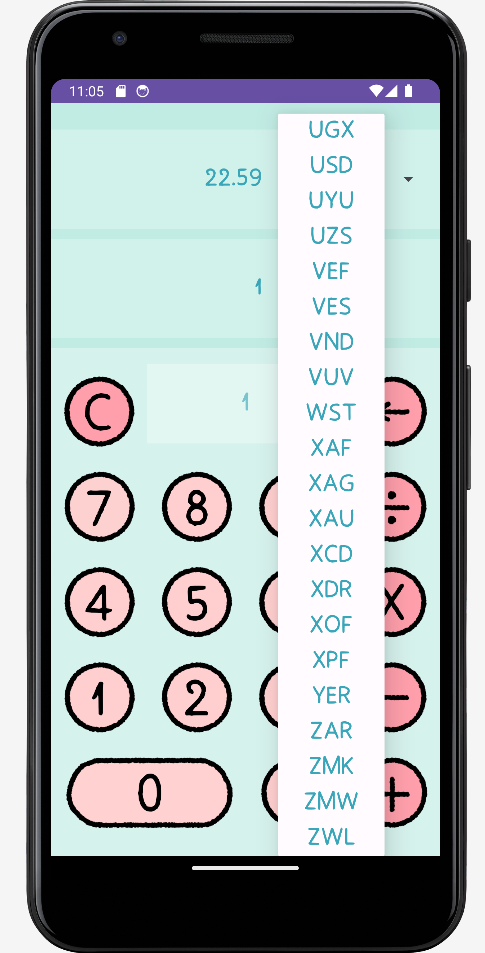 11:05
22.59
1
UGX
USD
UYU
UZS
VEF
VES
VND
VUV
WST
XAF
XAG
XAU
XCD
XDR
XOF
XPF
YER
ZAR
ZMK
ZMW
ZWL
C 1 ←
7 8 ÷
4 5 X
1 2 −
0 +